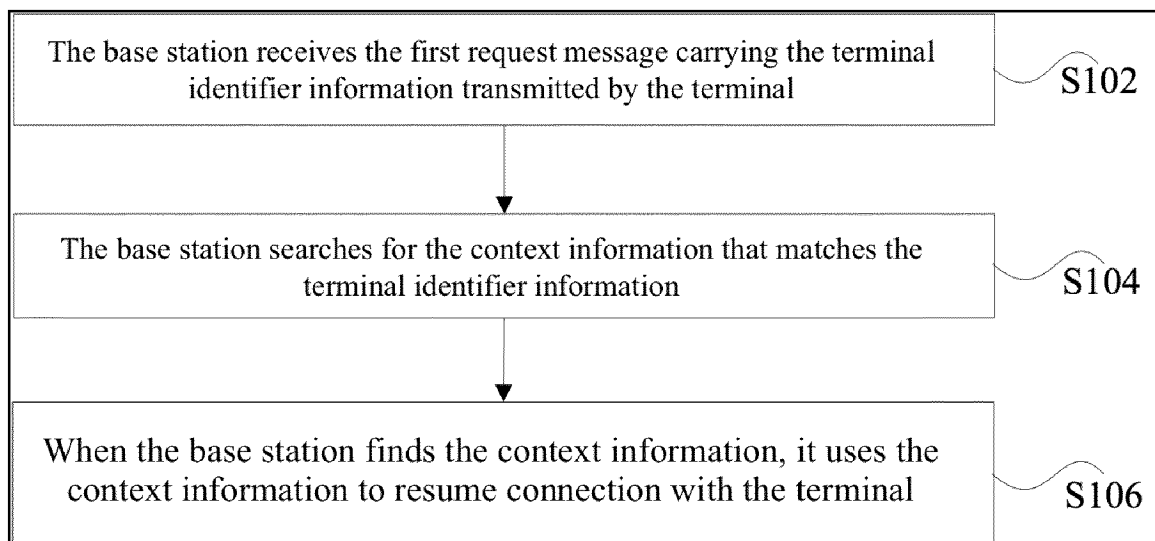 The base station receives the first request message carrying the terminal
identifier information transmitted by the terminal
S102
The base station searches for the context information that matches the
terminal identifier information
S104
When the base station finds the context information, it uses the
context information to resume connection with the terminal
S106